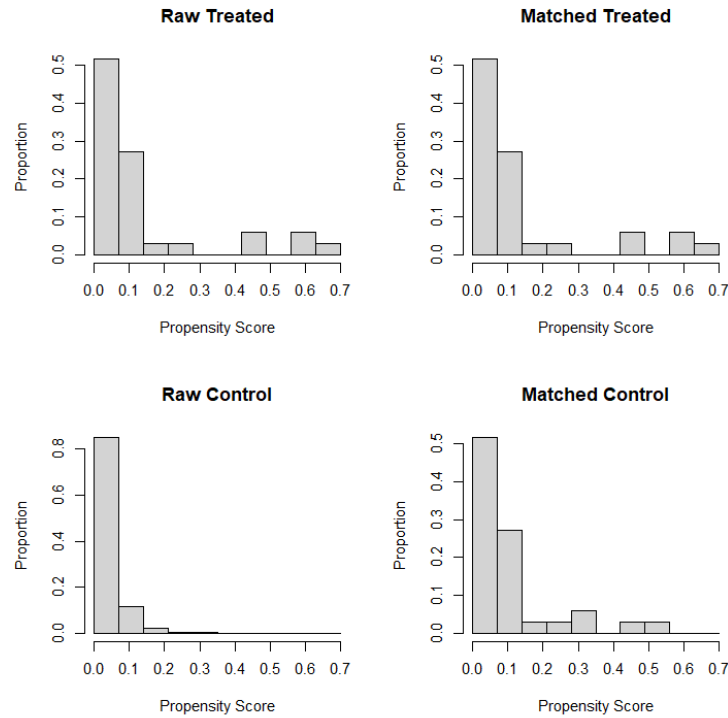 Raw Treated
Proportion
0.0 0.1 0.2 0.3 0.4 0.5
0.0 0.1 0.2 0.3 0.4 0.5 0.6 0.7
Propensity Score
Matched Treated
Proportion
0.0 0.1 0.2 0.3 0.4 0.5
0.0 0.1 0.2 0.3 0.4 0.5 0.6 0.7
Propensity Score
Raw Control
Proportion
0.0 0.2 0.4 0.6 0.8
0.0 0.1 0.2 0.3 0.4 0.5 0.6 0.7
Propensity Score
Matched Control
Proportion
0.0 0.1 0.2 0.3 0.4 0.5
0.0 0.1 0.2 0.3 0.4 0.5 0.6 0.7
Propensity Score